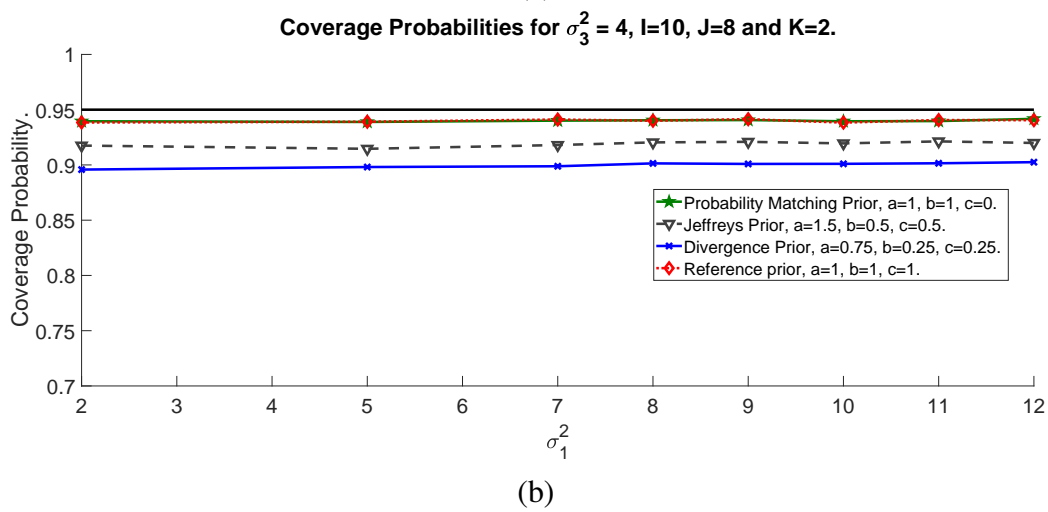 Coverage Probabilities for σ₃² = 4, I=10, J=8 and K=2.
1
0.95
0.9
0.85
0.8
0.75
0.7
Coverage Probability.
Probability Matching Prior, a=1, b=1, c=0.
Jeffreys Prior, a=1.5, b=0.5, c=0.5.
Divergence Prior, a=0.75, b=0.25, c=0.25.
Reference prior, a=1, b=1, c=1.
2 3 4 5 6 7 8 9 10 11 12
σ₁²
(b)